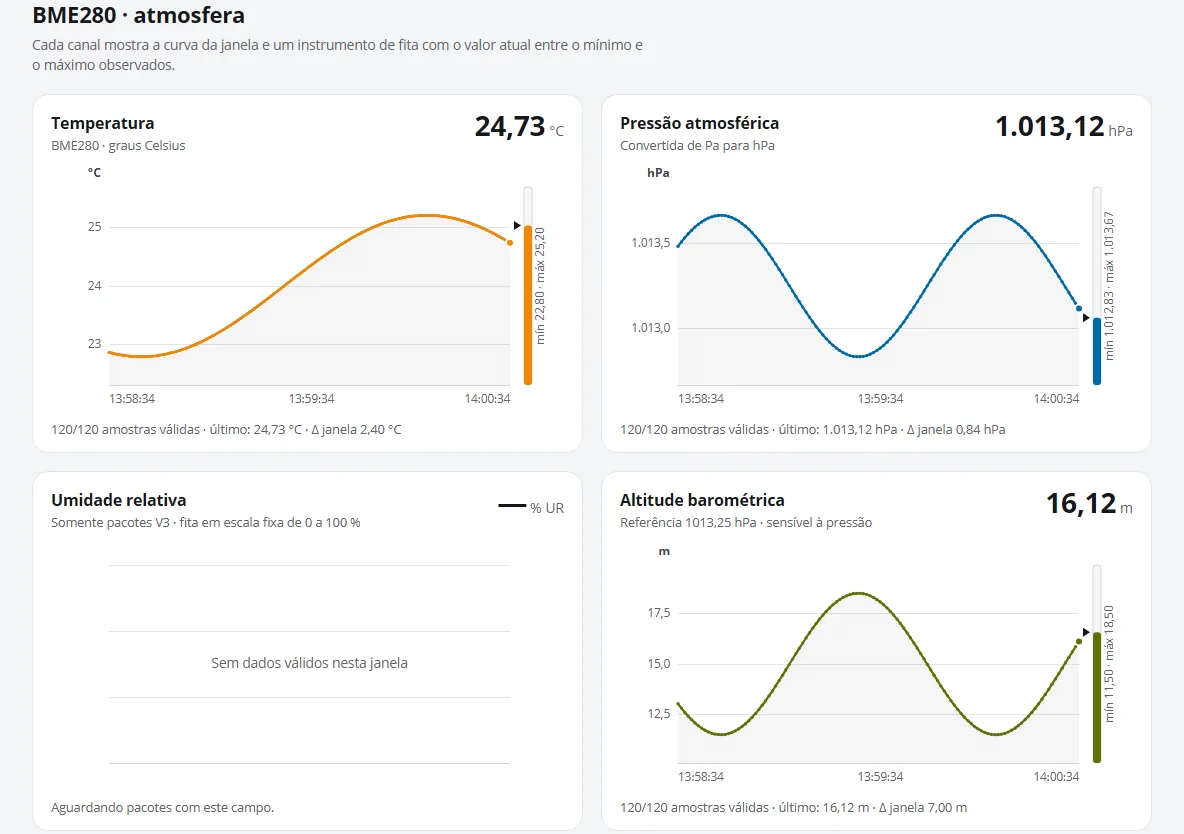 BME280 · atmosfera
Cada canal mostra a curva da janela e um instrumento de fita com o valor atual entre o mínimo e
o máximo observados.
Temperatura
24,73 °C
BME280 · graus Celsius
°C
25
24
23
mín 22,80 · máx 25,20
13:58:34
13:59:34
14:00:34
120/120 amostras válidas · último: 24,73 °C · Δ janela 2,40 °C
Pressão atmosférica
1.013,12 hPa
Convertida de Pa para hPa
hPa
1.013,5
1.013,0
mín 1.012,83 · máx 1.013,67
13:58:34
13:59:34
14:00:34
120/120 amostras válidas · último: 1.013,12 hPa · Δ janela 0,84 hPa
Umidade relativa
— % UR
Somente pacotes V3 · fita em escala fixa de 0 a 100 %
Sem dados válidos nesta janela
Aguardando pacotes com este campo.
Altitude barométrica
16,12 m
Referência 1013,25 hPa · sensível à pressão
m
17,5
15,0
12,5
mín 11,50 · máx 18,50
13:58:34
13:59:34
14:00:34
120/120 amostras válidas · último: 16,12 m · Δ janela 7,00 m